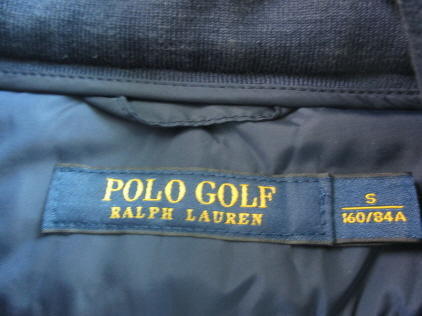 POLO GOLF
RALPH LAUREN
S
160/84A